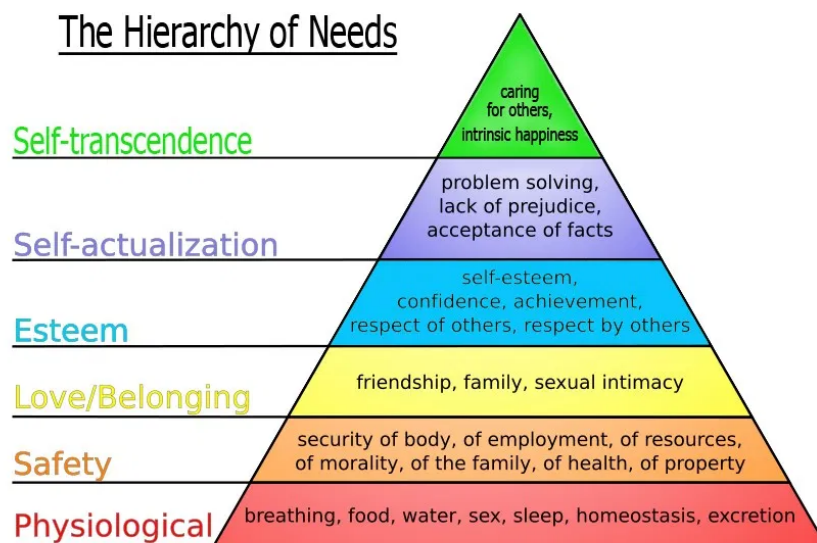 The Hierarchy of Needs
caring
for others,
intrinsic happiness
Self-transcendence
problem solving,
lack of prejudice,
acceptance of facts
Self-actualization
self-esteem,
confidence, achievement,
respect of others, respect by others
Esteem
friendship, family, sexual intimacy
Love/Belonging
security of body, of employment, of resources,
of morality, of the family, of health, of property
Safety
breathing, food, water, sex, sleep, homeostasis, excretion
Physiological